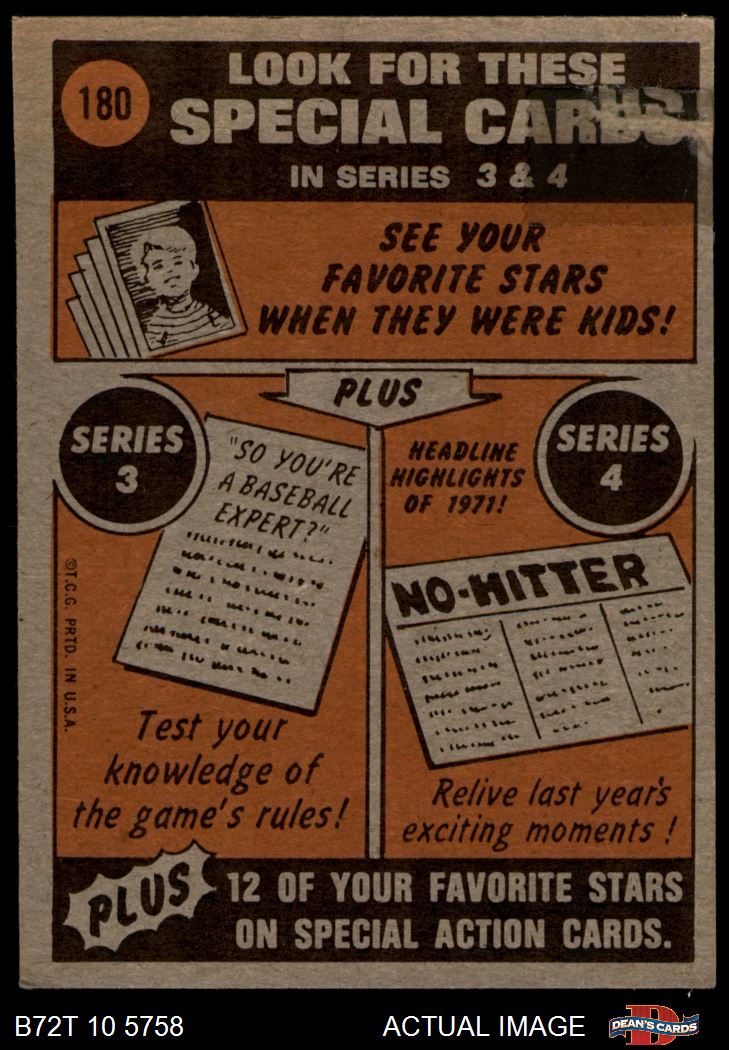 180
LOOK FOR THESE
SPECIAL CARDS
IN SERIES 3 & 4
SEE YOUR
FAVORITE STARS
WHEN THEY WERE KIDS!
PLUS
SERIES
3
"SO YOU'RE
A BASEBALL
EXPERT?"
Test your
knowledge of
the game's rules!
©T.C.G. PRTD. IN U.S.A.
HEADLINE
HIGHLIGHTS
OF 1971!
SERIES
4
NO-HITTER
Relive last year's
exciting moments!
PLUS
12 OF YOUR FAVORITE STARS
ON SPECIAL ACTION CARDS.
B72T 10 5758
ACTUAL IMAGE
D
DEAN'S CARDS